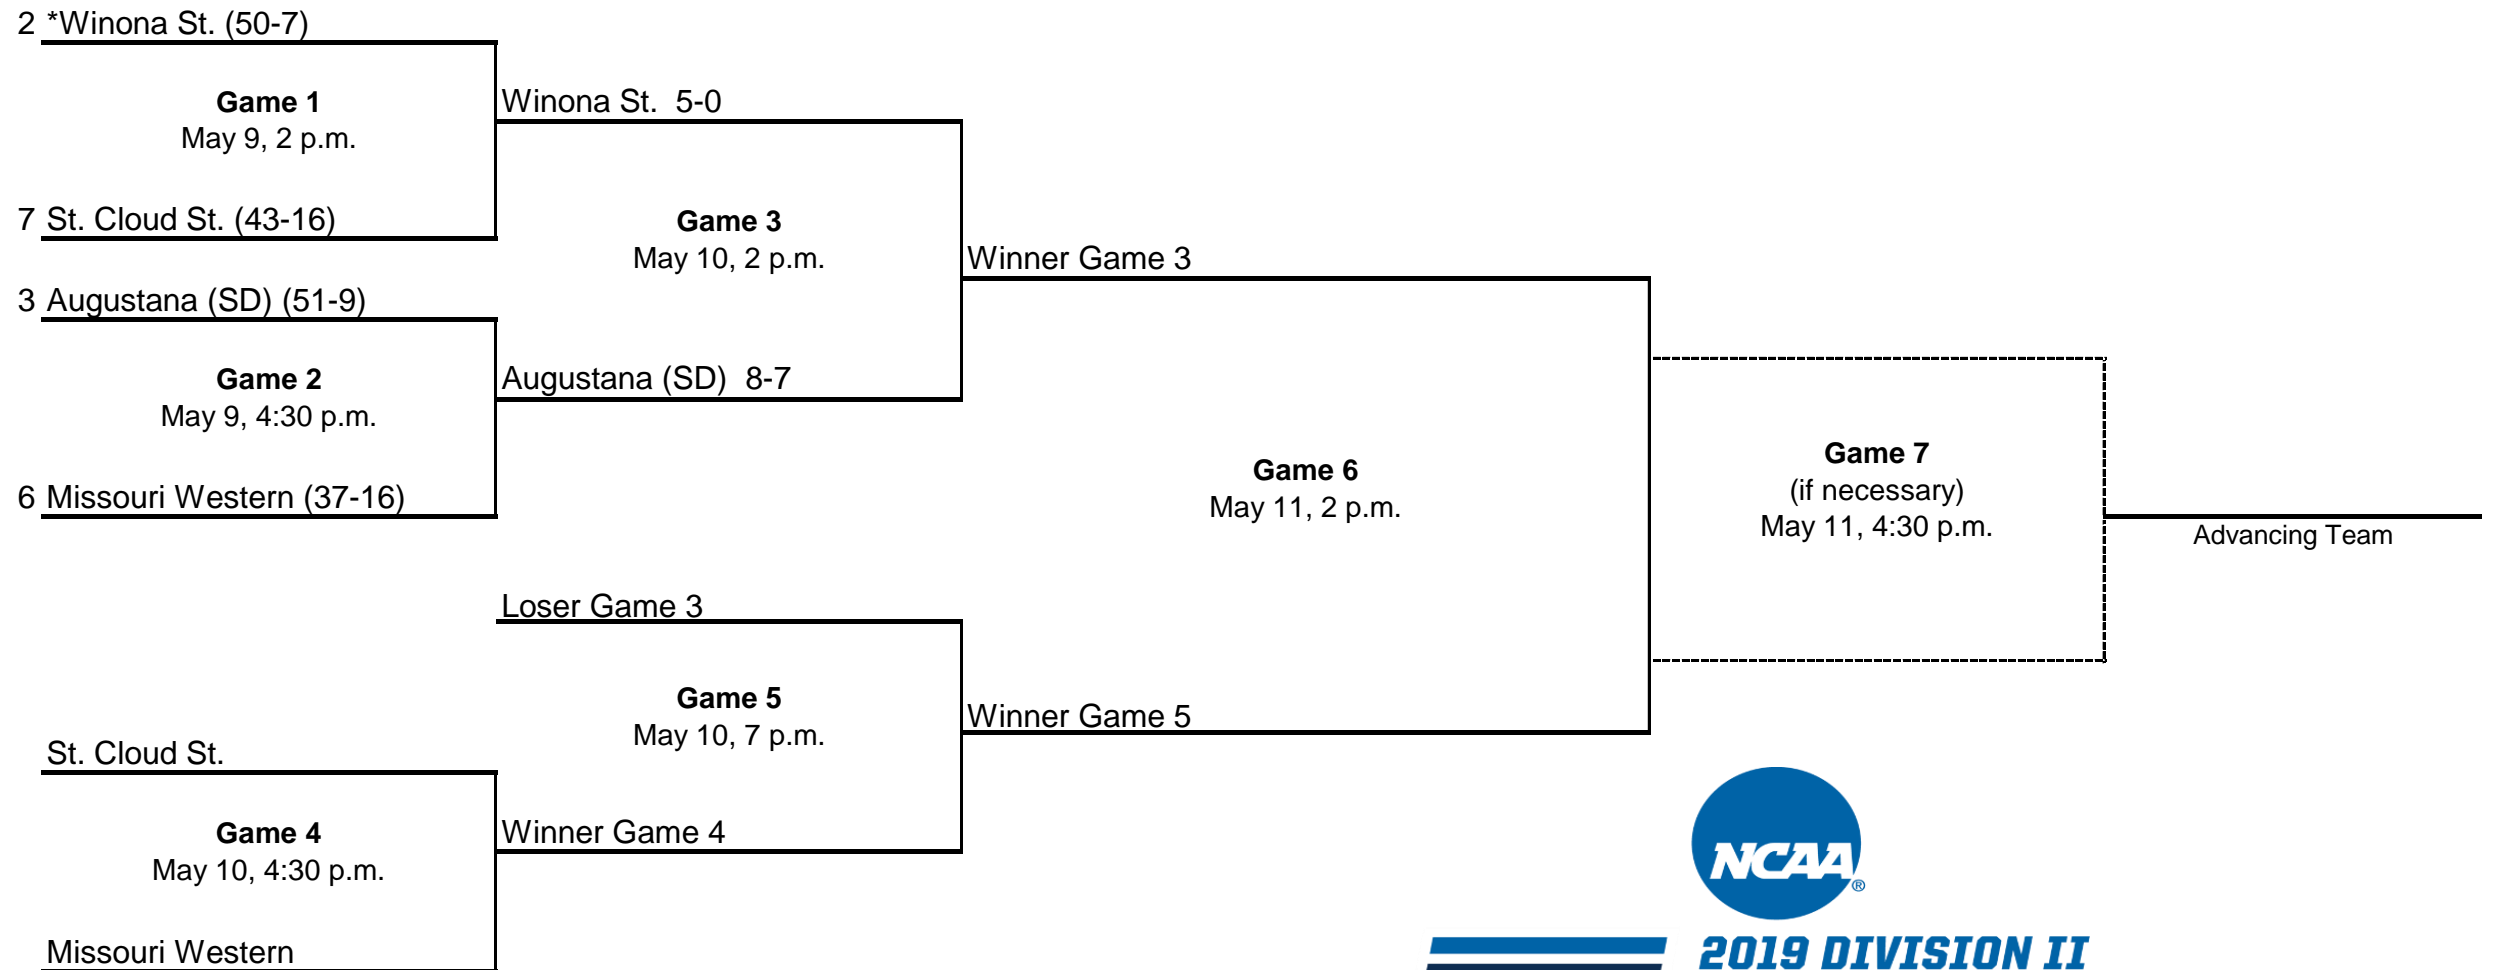 2 *Winona St. (50-7)
Game 1
May 9, 2 p.m.
7 St. Cloud St. (43-16)
Winona St.  5-0
3 Augustana (SD) (51-9)
Game 2
May 9, 4:30 p.m.
6 Missouri Western (37-16)
Augustana (SD)  8-7
Game 3
May 10, 2 p.m.
Winner Game 3
Game 6
May 11, 2 p.m.
Game 7
(if necessary)
May 11, 4:30 p.m.
Advancing Team
Loser Game 3
Game 5
May 10, 7 p.m.
Winner Game 5
St. Cloud St.
Game 4
May 10, 4:30 p.m.
Missouri Western
Winner Game 4
NCAA®
2019 DIVISION II